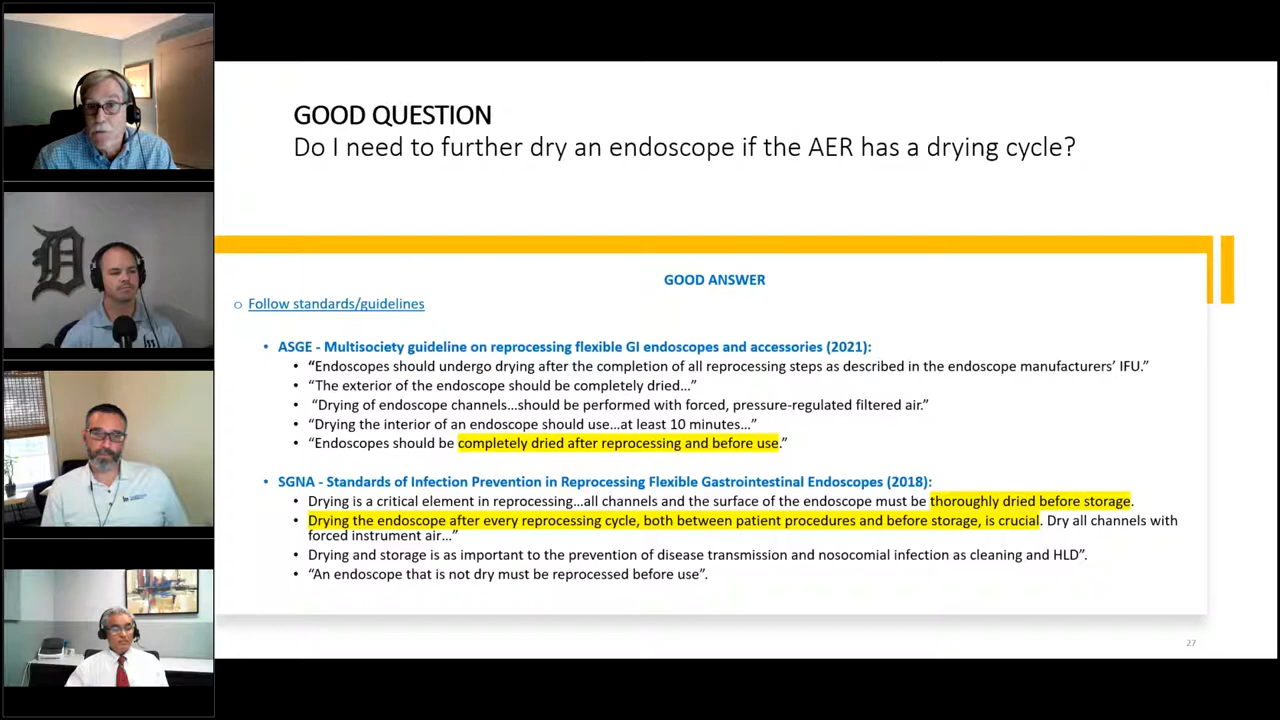 GOOD QUESTION
Do I need to further dry an endoscope if the AER has a drying cycle?
GOOD ANSWER
o Follow standards/guidelines
• ASGE - Multisociety guideline on reprocessing flexible GI endoscopes and accessories (2021):
• “Endoscopes should undergo drying after the completion of all reprocessing steps as described in the endoscope manufacturers’ IFU.”
• “The exterior of the endoscope should be completely dried…”
• “Drying of endoscope channels…should be performed with forced, pressure-regulated filtered air.”
• “Drying the interior of an endoscope should use…at least 10 minutes…”
• “Endoscopes should be completely dried after reprocessing and before use.”
• SGNA - Standards of Infection Prevention in Reprocessing Flexible Gastrointestinal Endoscopes (2018):
• Drying is a critical element in reprocessing…all channels and the surface of the endoscope must be thoroughly dried before storage.
• Drying the endoscope after every reprocessing cycle, both between patient procedures and before storage, is crucial. Dry all channels with
forced instrument air…”
• Drying and storage is as important to the prevention of disease transmission and nosocomial infection as cleaning and HLD”.
• “An endoscope that is not dry must be reprocessed before use”.
27